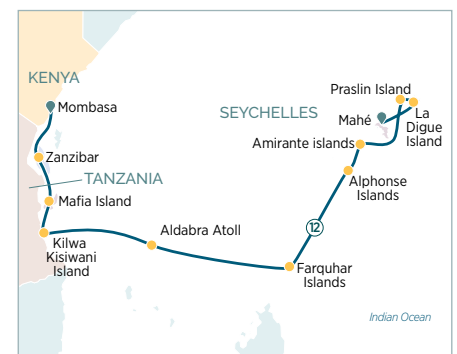 KENYA
Mombasa
Zanzibar
TANZANIA
Mafia Island
Kilwa
Kisiwani
Island
Aldabra Atoll
Farquhar
Islands
12
Alphonse
Islands
Amirante islands
SEYCHELLES
Mahé
Praslin Island
La
Digue
Island
Indian Ocean